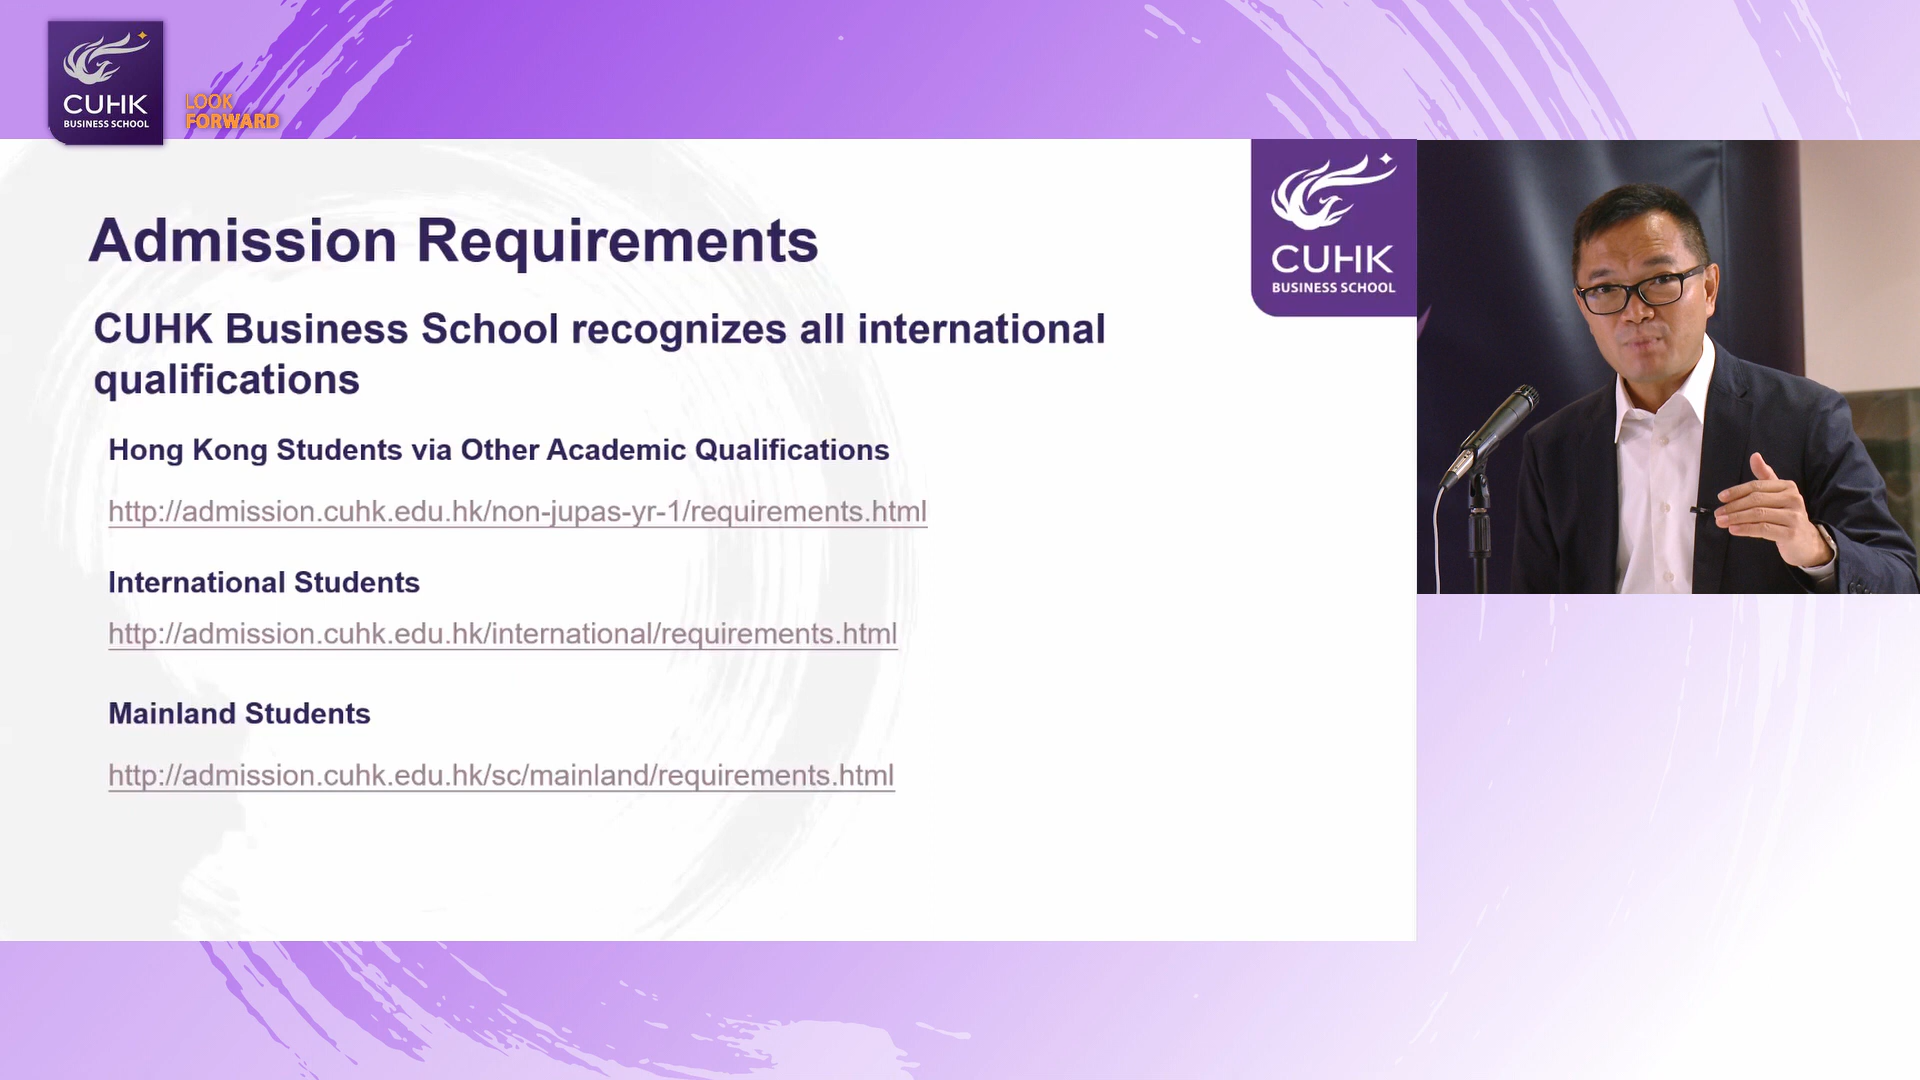 CUHK
BUSINESS SCHOOL
LOOK
FORWARD
CUHK
BUSINESS SCHOOL
Admission Requirements
CUHK Business School recognizes all international
qualifications
Hong Kong Students via Other Academic Qualifications
http://admission.cuhk.edu.hk/non-jupas-yr-1/requirements.html
International Students
http://admission.cuhk.edu.hk/international/requirements.html
Mainland Students
http://admission.cuhk.edu.hk/sc/mainland/requirements.html